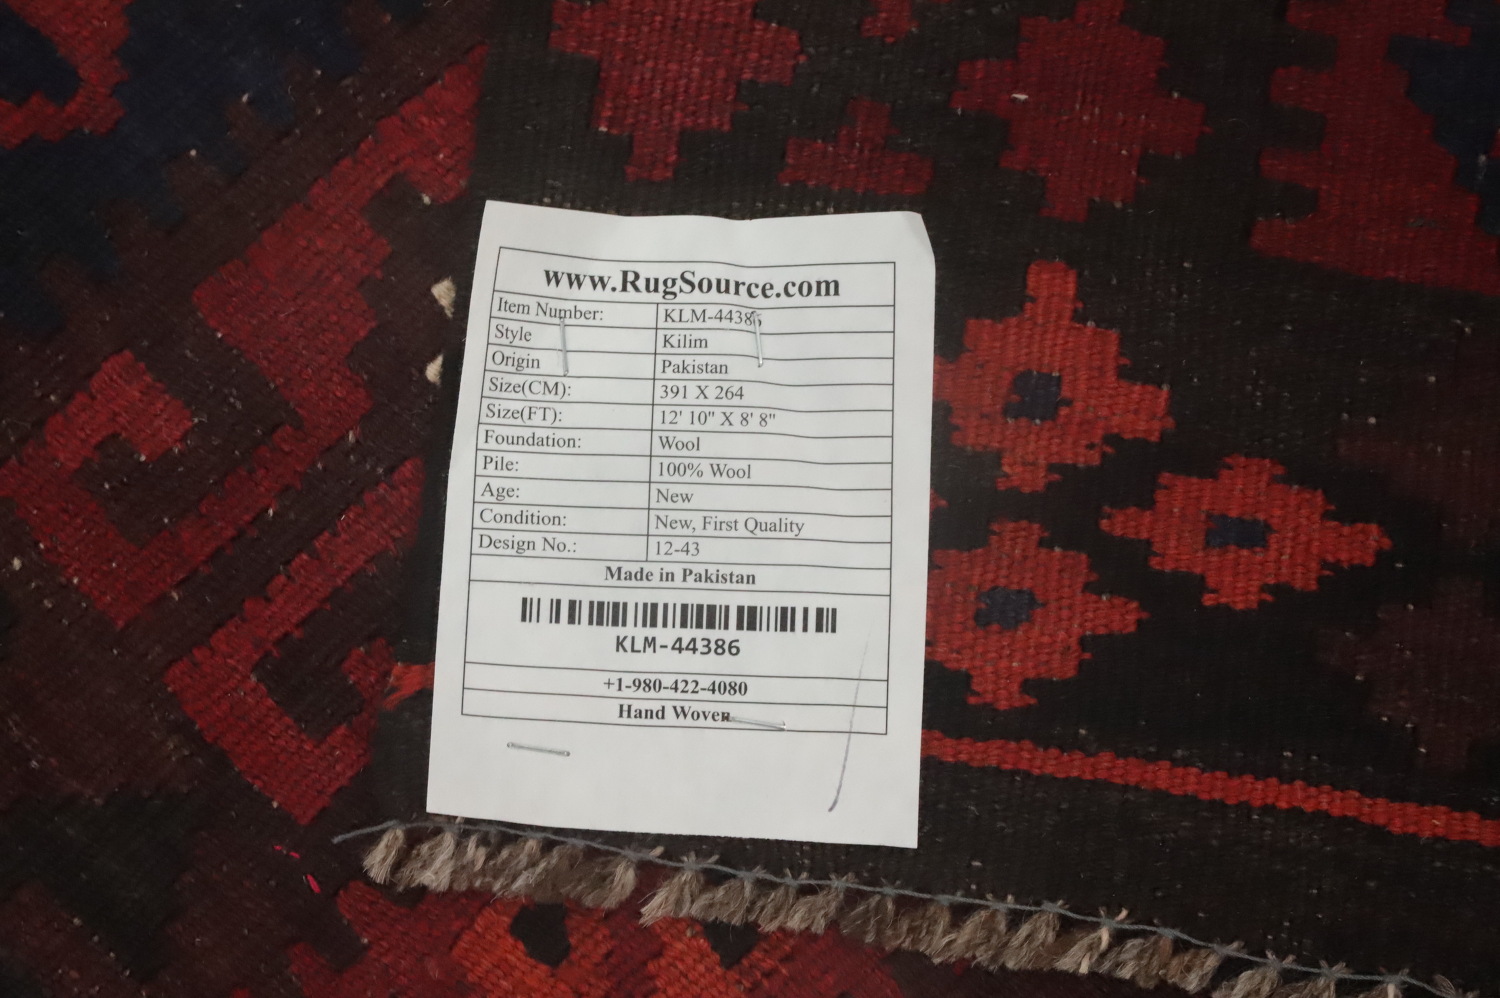 www.RugSource.com
Item Number: KLM-44386
Style Kilim
Origin Pakistan
Size(CM): 391 X 264
Size(FT): 12' 10" X 8' 8"
Foundation: Wool
Pile: 100% Wool
Age: New
Condition: New, First Quality
Design No.: 12-43
Made in Pakistan
KLM-44386
+1-980-422-4080
Hand Woven